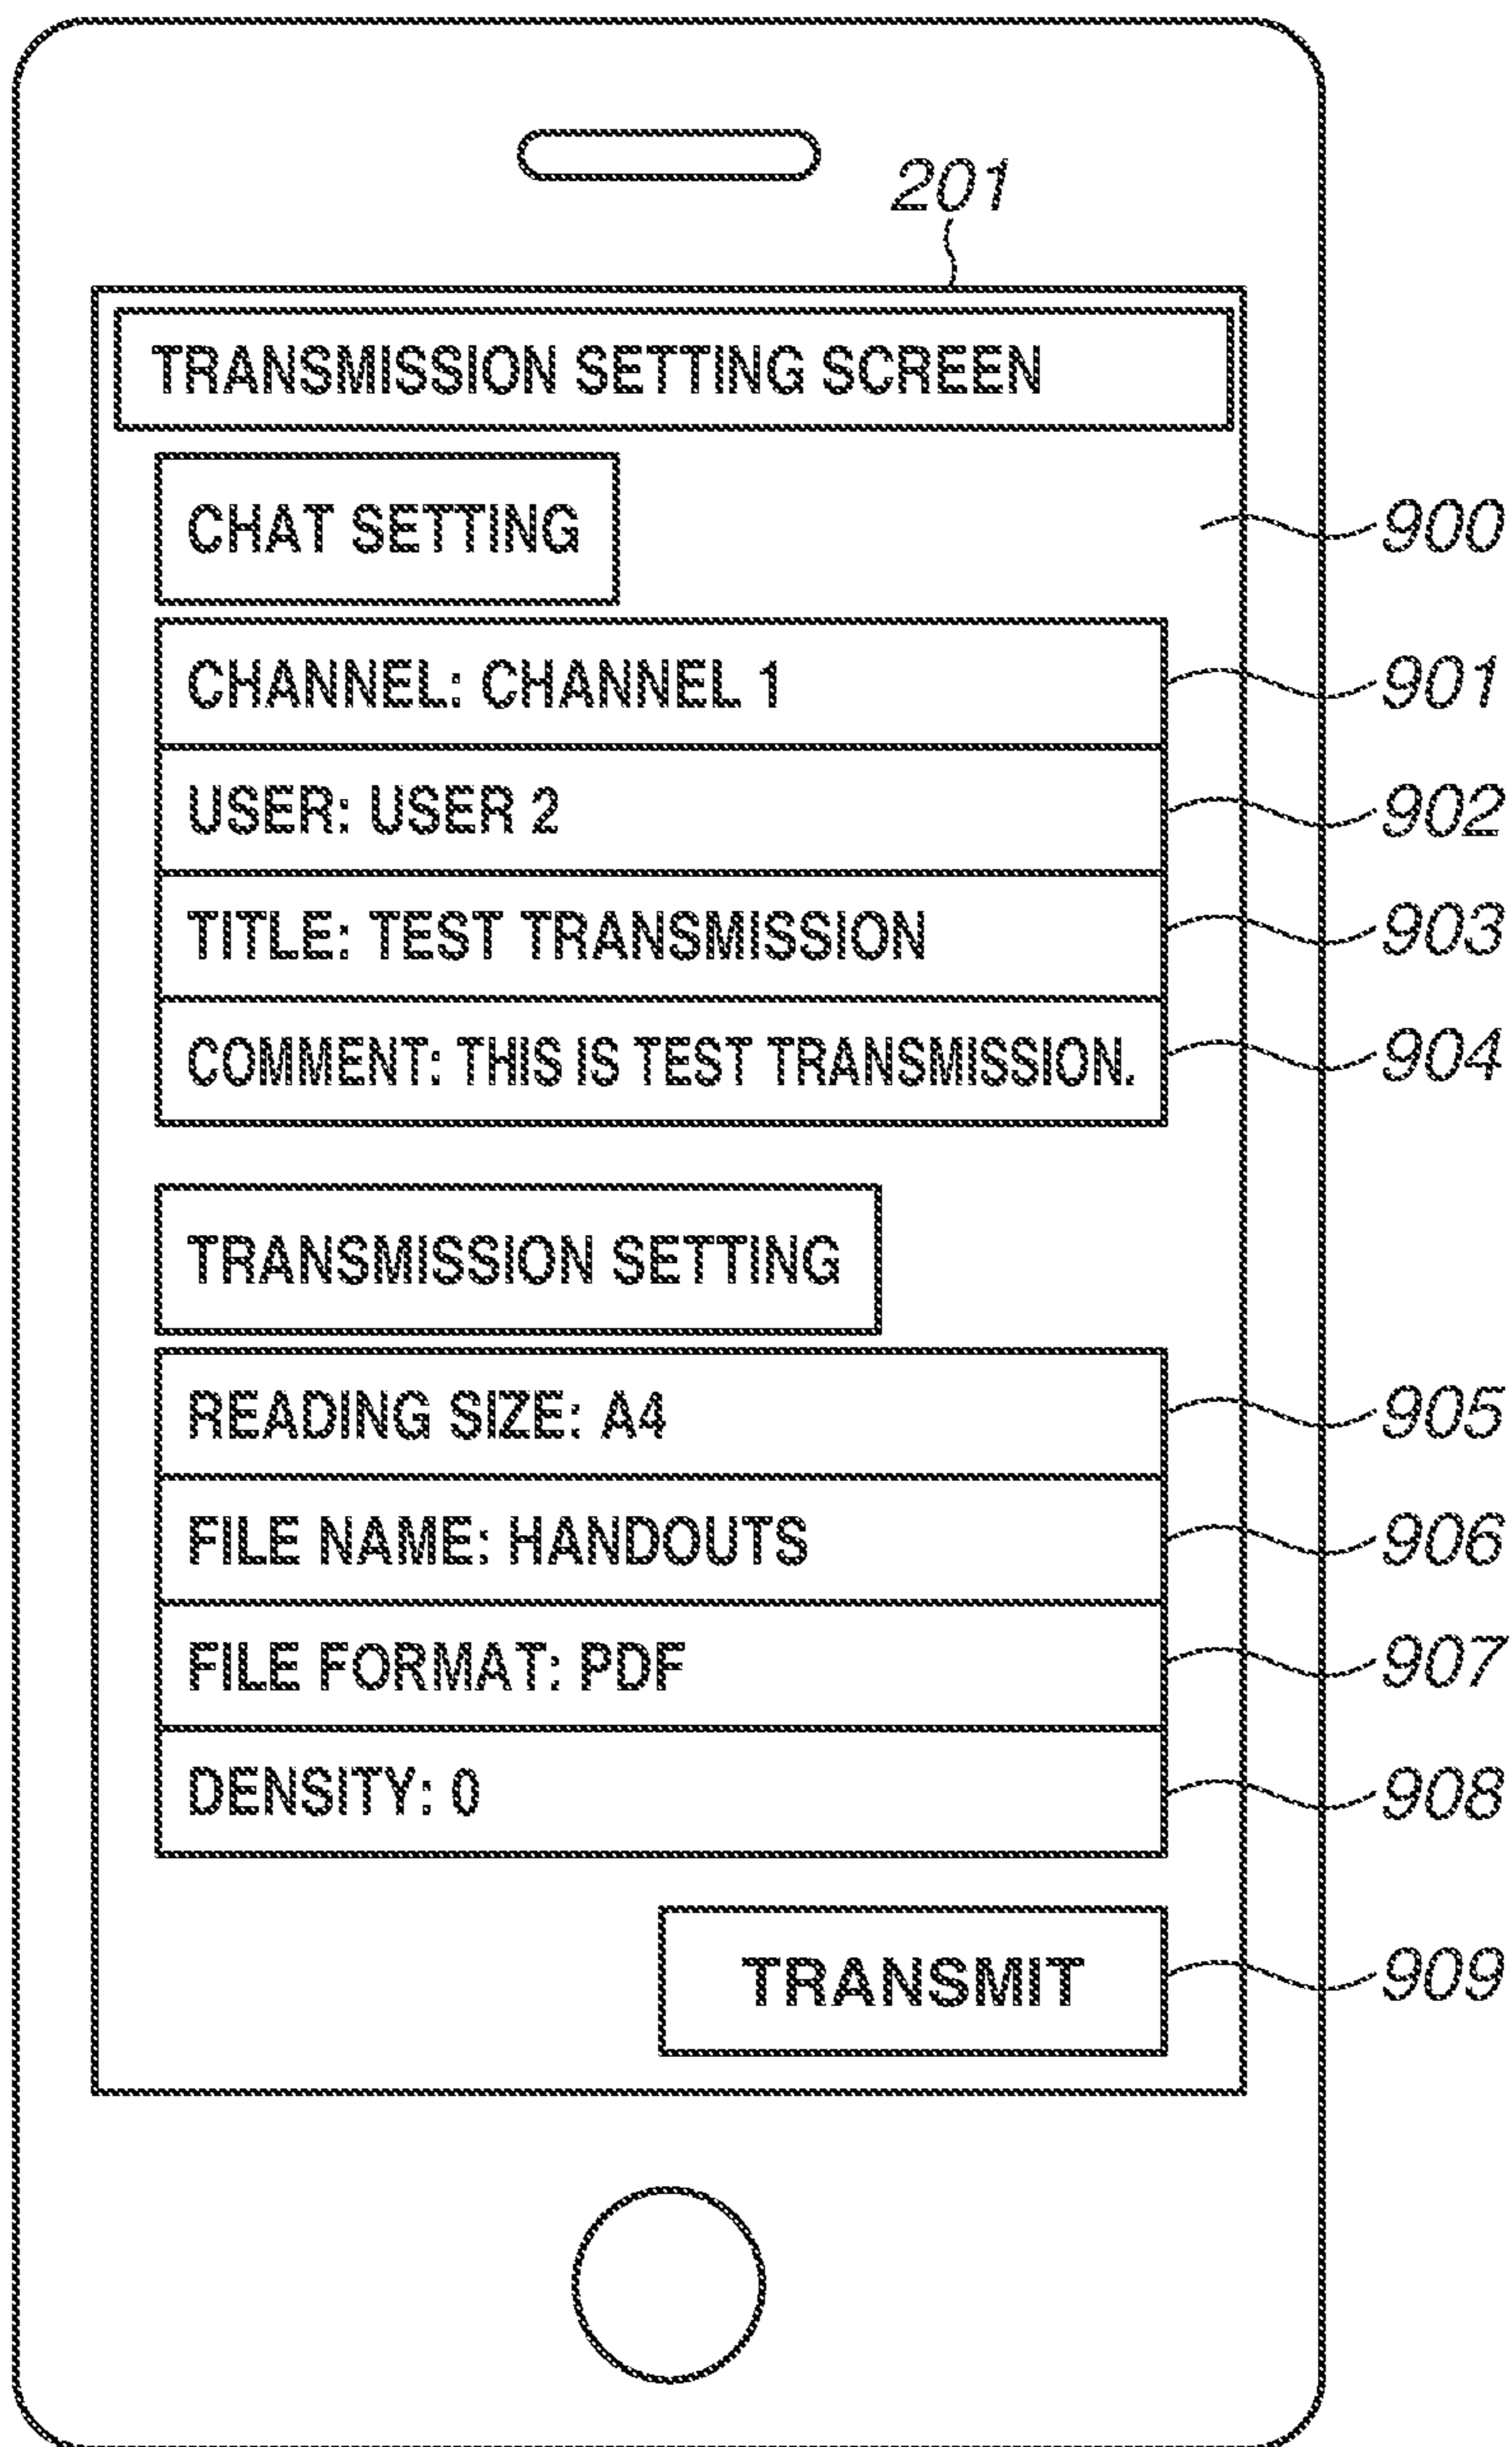 201
TRANSMISSION SETTING SCREEN
CHAT SETTING
900
CHANNEL: CHANNEL 1
901
USER: USER 2
902
TITLE: TEST TRANSMISSION
903
COMMENT: THIS IS TEST TRANSMISSION.
904
TRANSMISSION SETTING
READING SIZE: A4
905
FILE NAME: HANDOUTS
906
FILE FORMAT: PDF
907
DENSITY: 0
908
TRANSMIT
909